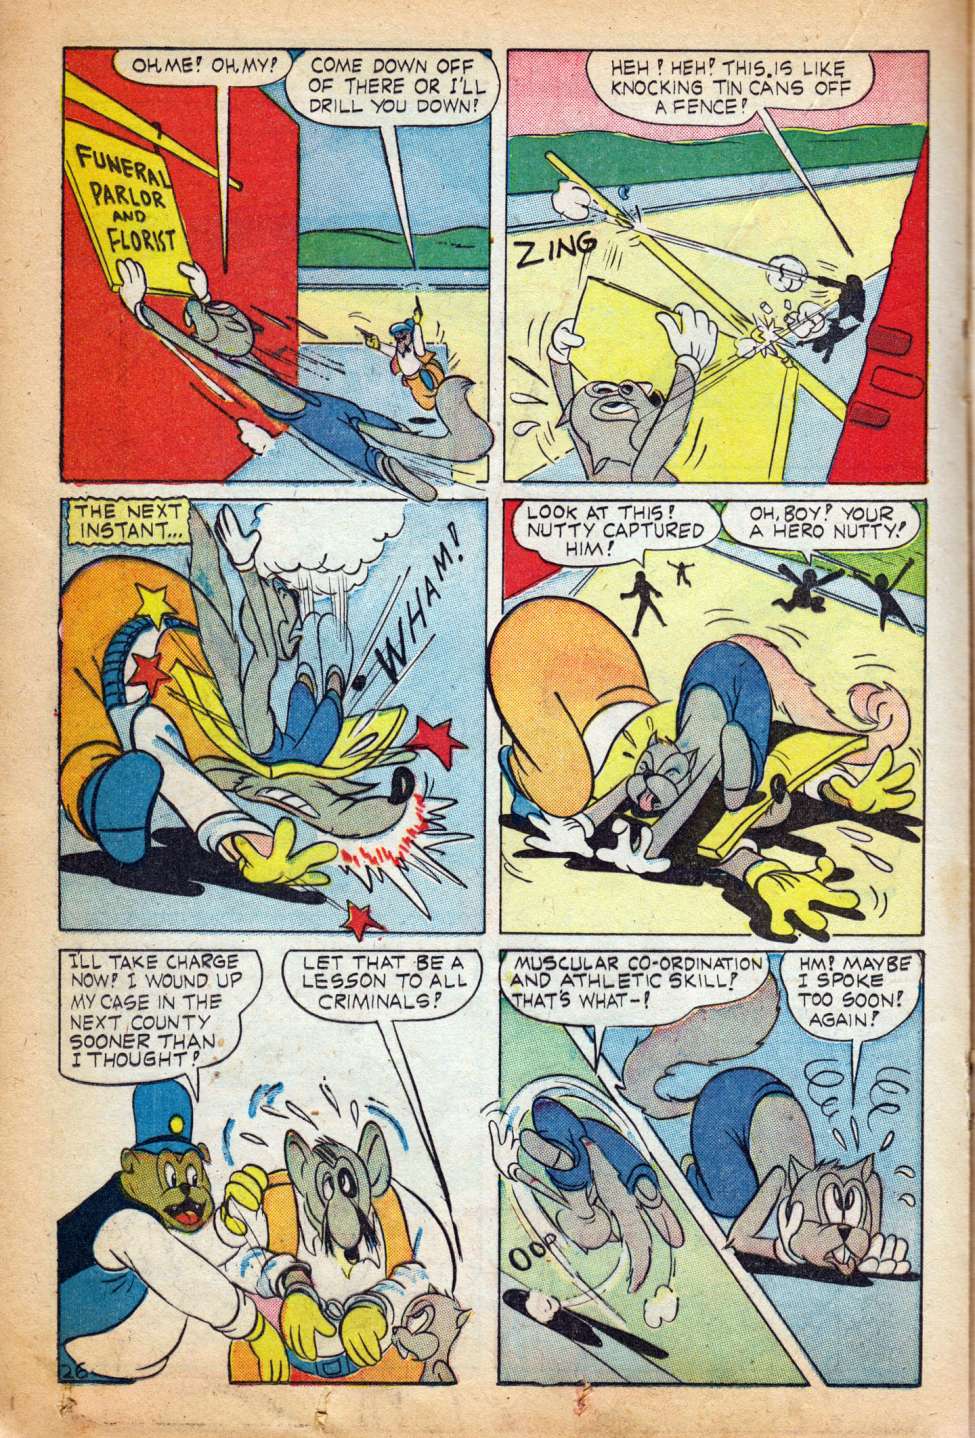 OH, ME! OH, MY!
COME DOWN OFF
OF THERE OR I'LL
DRILL YOU DOWN!
FUNERAL
PARLOR
AND
FLORIST
HEH! HEH! THIS IS LIKE
KNOCKING TIN CANS OFF
A FENCE!
ZING
THE NEXT
INSTANT...
WHAM!
LOOK AT THIS!
NUTTY CAPTURED
HIM!
OH, BOY! YOUR
A HERO NUTTY!
I'LL TAKE CHARGE
NOW! I WOUND UP
MY CASE IN THE
NEXT COUNTY
SOONER THAN
I THOUGHT!
LET THAT BE A
LESSON TO ALL
CRIMINALS!
26
MUSCULAR CO-ORDINATION
AND ATHLETIC SKILL!
THAT'S WHAT-!
OOP
HM! MAYBE
I SPOKE
TOO SOON!
AGAIN!